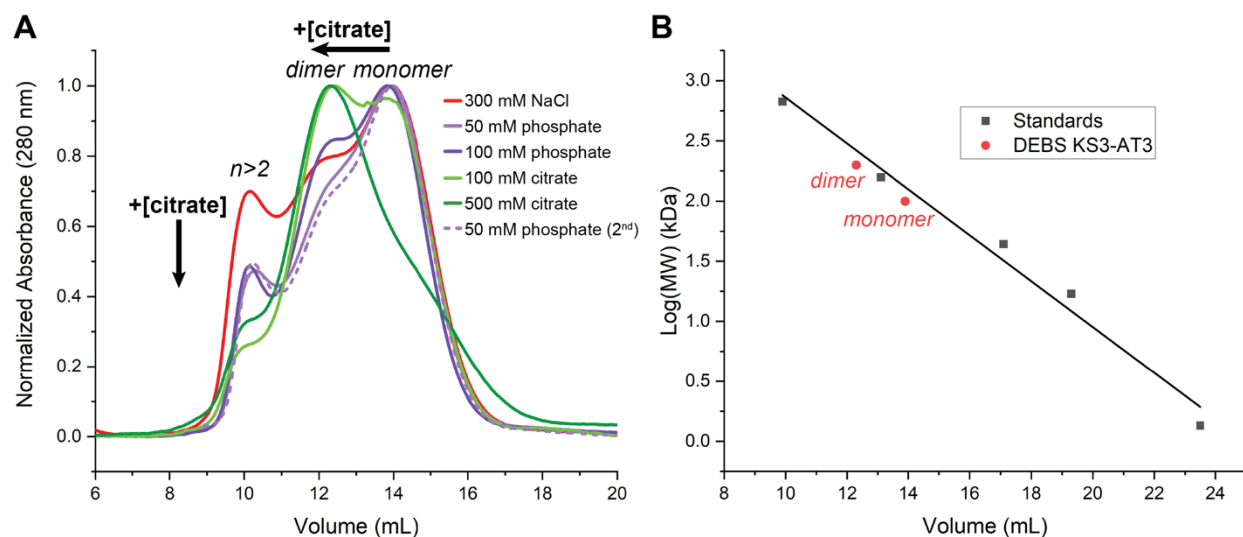 A
+[citrate]
dimer monomer
n>2
+[citrate]
300 mM NaCl
50 mM phosphate
100 mM phosphate
100 mM citrate
500 mM citrate
50 mM phosphate (2nd)
Normalized Absorbance (280 nm)
1.0
0.8
0.6
0.4
0.2
0.0
6 8 10 12 14 16 18 20
Volume (mL)
B
Standards
DEBS KS3-AT3
dimer
monomer
Log(MW) (kDa)
3.0
2.5
2.0
1.5
1.0
0.5
0.0
8 10 12 14 16 18 20 22 24
Volume (mL)